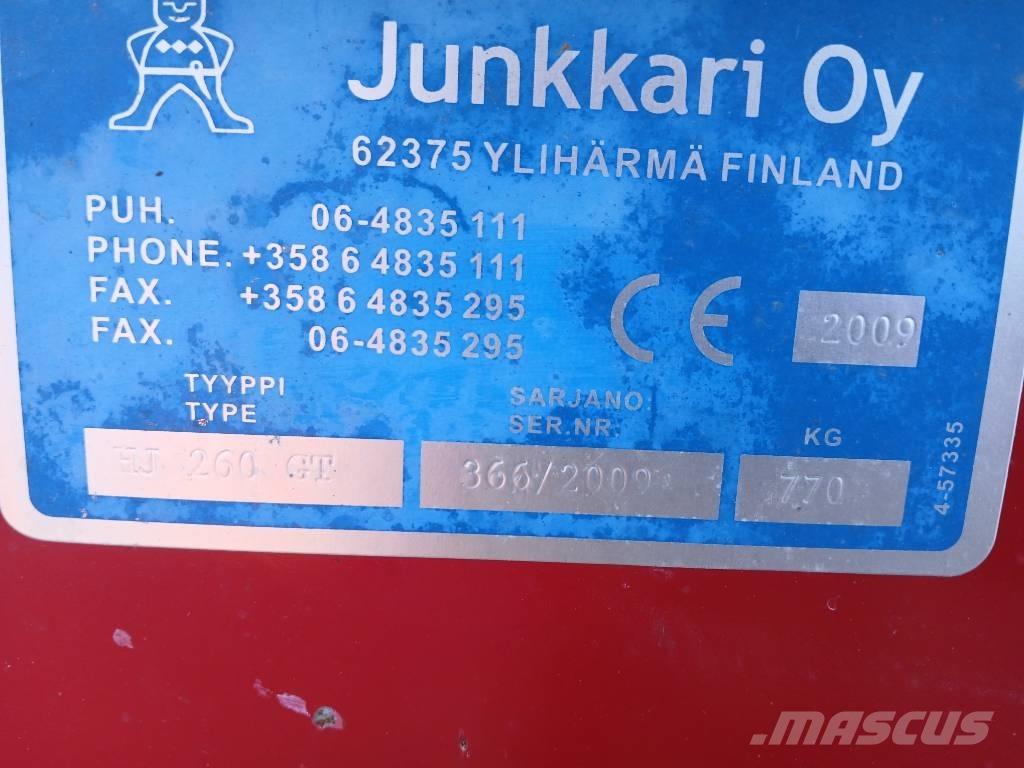 Junkkari Oy
62375 YLIHÄRMÄ FINLAND
PUH. 06-4835 111
PHONE. +358 6 4835 111
FAX. +358 6 4835 295
FAX. 06-4835 295
CE 2009
TYYPPI
TYPE
HJ 260 GT
SARJANO:
SER.NR.
366/2009
KG
770
4-57335
MASCUS